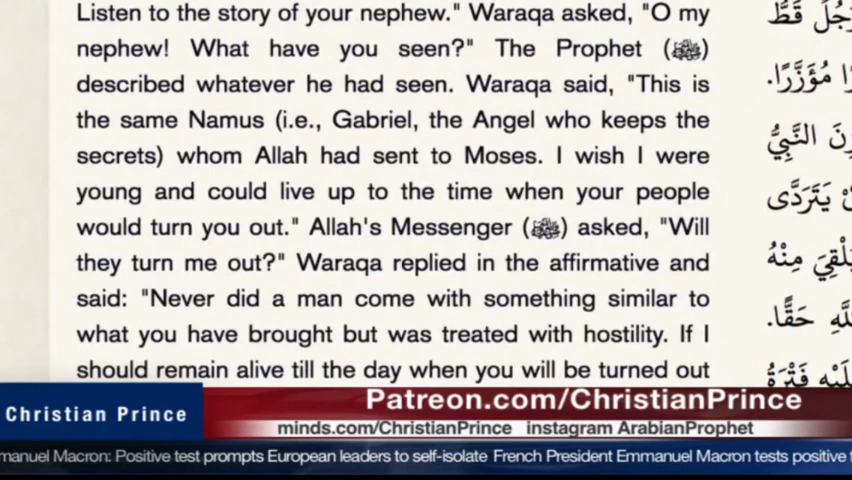 Listen to the story of your nephew." Waraqa asked, "O my
nephew! What have you seen?" The Prophet (ﷺ)
described whatever he had seen. Waraqa said, "This is
the same Namus (i.e., Gabriel, the Angel who keeps the
secrets) whom Allah had sent to Moses. I wish I were
young and could live up to the time when your people
would turn you out." Allah's Messenger (ﷺ) asked, "Will
they turn me out?" Waraqa replied in the affirmative and
said: "Never did a man come with something similar to
what you have brought but was treated with hostility. If I
should remain alive till the day when you will be turned out
قَطُّ
مُؤَزَّرًا.
النَّبِيُّ
يَتَرَدَّى
مِنْهُ
حَقًّا.
فَتْرَةً
Patreon.com/ChristianPrince
Christian Prince
minds.com/ChristianPrince instagram ArabianProphet
Macron: Positive test prompts European leaders to self-isolate French President Emmanuel Macron tests positive